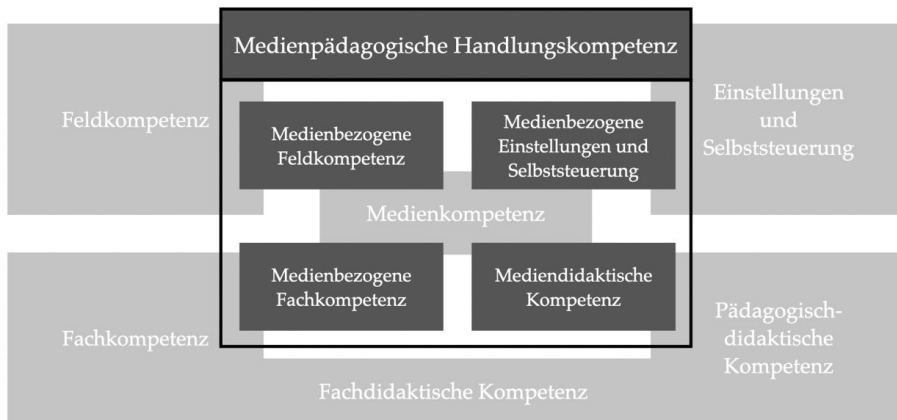 Medienpädagogische Handlungskompetenz
Feldkompetenz
Einstellungen
und
Selbststeuerung
Medienbezogene
Feldkompetenz
Medienbezogene
Einstellungen und
Selbststeuerung
Medienkompetenz
Medienbezogene
Fachkompetenz
Mediendidaktische
Kompetenz
Fachkompetenz
Pädagogisch-
didaktische
Kompetenz
Fachdidaktische Kompetenz